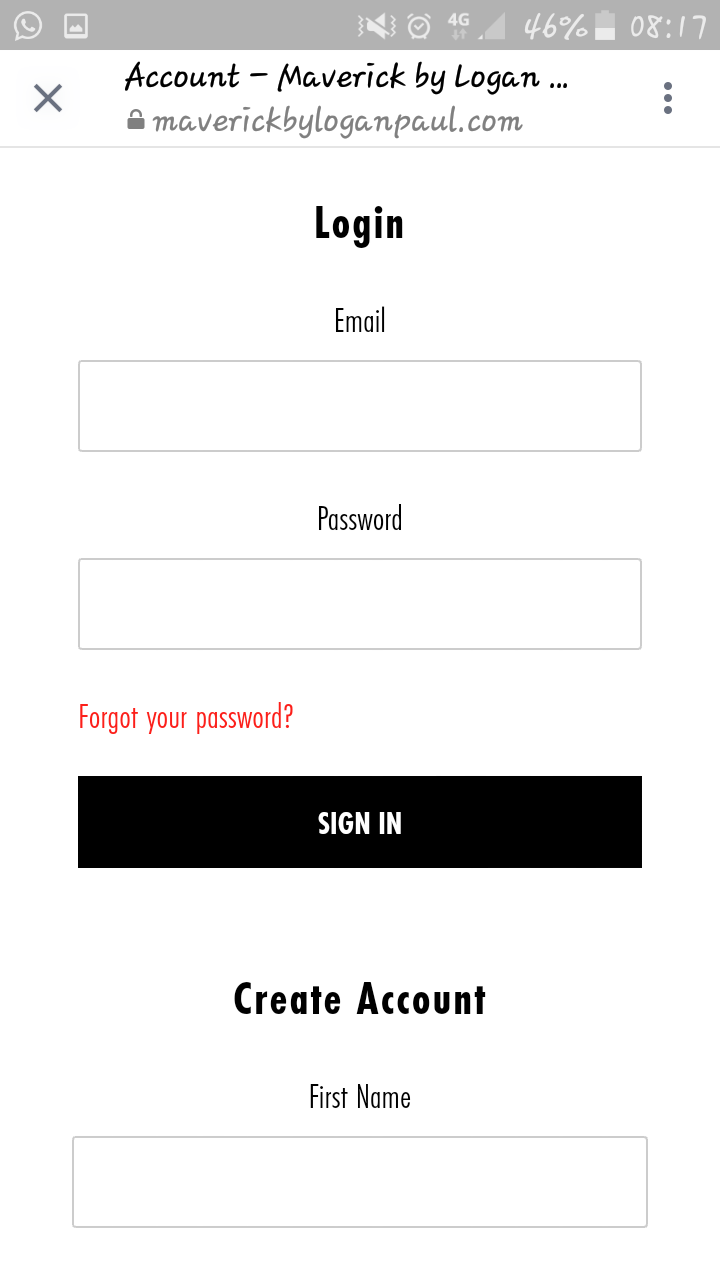 4G 46% 08:17
Account – Maverick by Logan ...
maverickbyloganpaul.com
Login
Email
Password
Forgot your password?
SIGN IN
Create Account
First Name